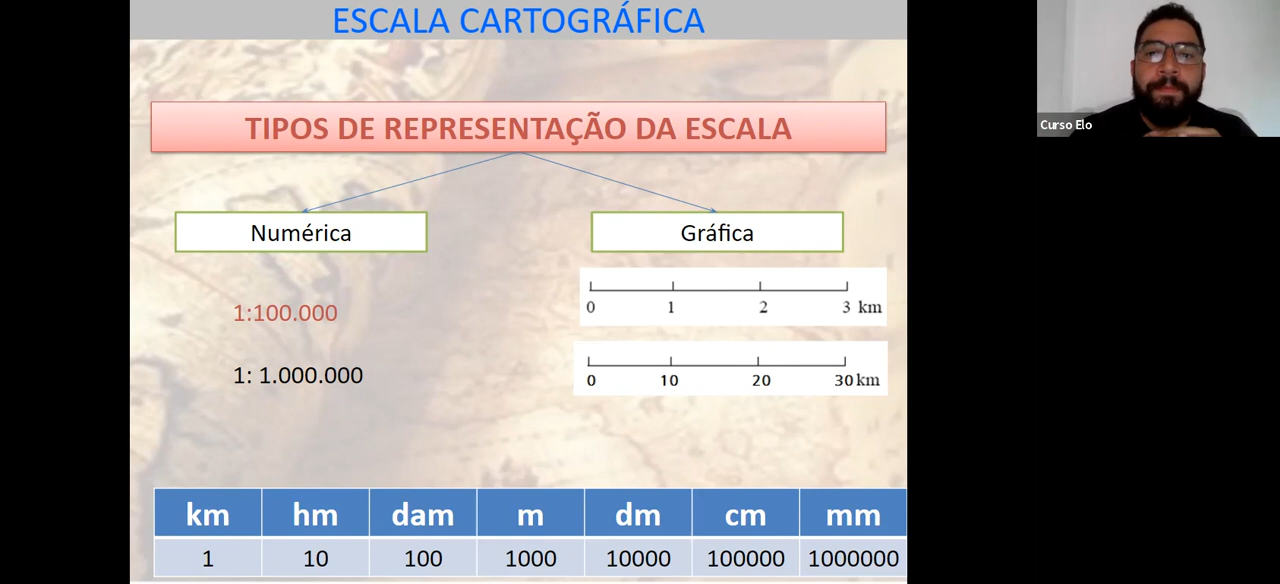 ESCALA CARTOGRÁFICA
TIPOS DE REPRESENTAÇÃO DA ESCALA
Numérica
Gráfica
1:100.000
0 1 2 3 km
1: 1.000.000
0 10 20 30 km
km hm dam m dm cm mm
1 10 100 1000 10000 100000 1000000
Curso Elo